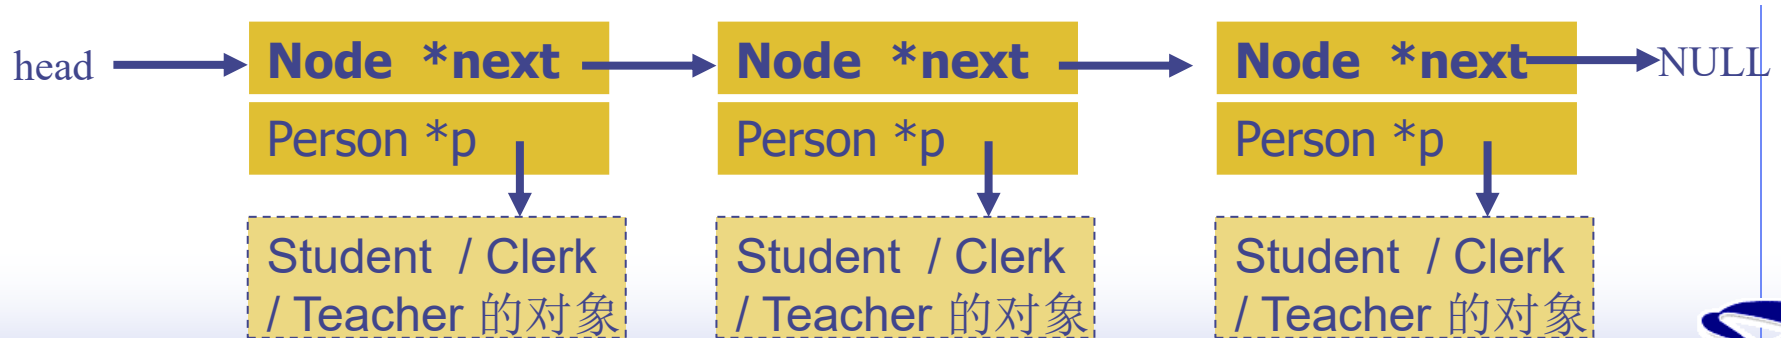 head
Node *next
Node *next
Node *next
NULL
Person *p
Person *p
Person *p
Student / Clerk
/ Teacher 的对象
Student / Clerk
/ Teacher 的对象
Student / Clerk
/ Teacher 的对象